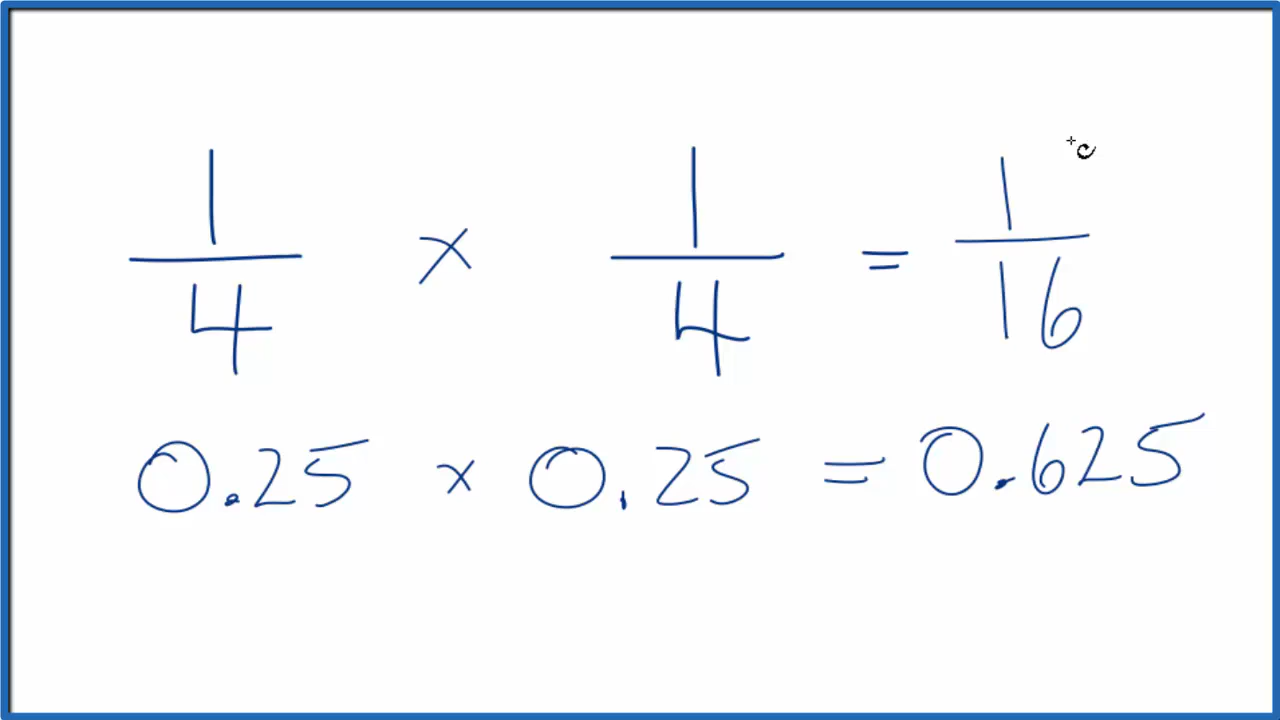 1/4 x 1/4 = 1/16
0.25 x 0.25 = 0.625